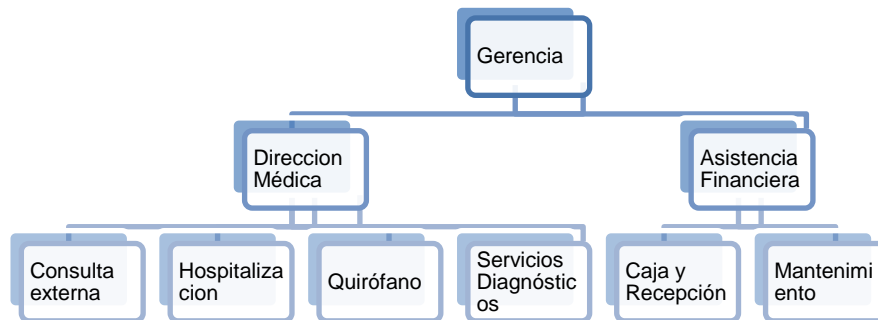 Gerencia
Direccion
Médica
Asistencia
Financiera
Consulta
externa
Hospitaliza
cion
Quirófano
Servicios
Diagnóstic
os
Caja y
Recepción
Mantenimi
ento